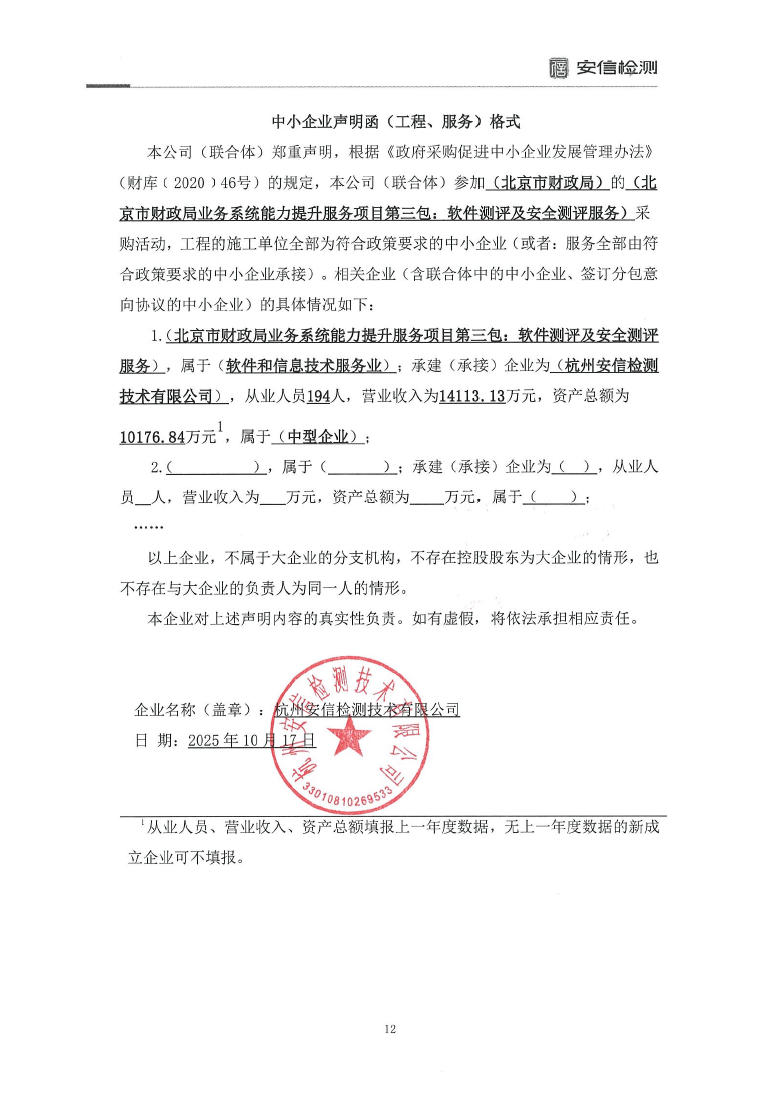 安信检测
中小企业声明函（工程、服务）格式
本公司（联合体）郑重声明，根据《政府采购促进中小企业发展管理办法》
（财库﹝2020﹞46号）的规定，本公司（联合体）参加（北京市财政局）的（北
京市财政局业务系统能力提升服务项目第三包：软件测评及安全测评服务）采
购活动，工程的施工单位全部为符合政策要求的中小企业（或者：服务全部由符
合政策要求的中小企业承接）。相关企业（含联合体中的中小企业、签订分包意
向协议的中小企业）的具体情况如下：
1.（北京市财政局业务系统能力提升服务项目第三包：软件测评及安全测评
服务），属于（软件和信息技术服务业）；承建（承接）企业为（杭州安信检测
技术有限公司），从业人员194人，营业收入为14113.13万元，资产总额为
10176.84万元1，属于（中型企业）；
2.（ ），属于（ ）；承建（承接）企业为（ ），从业人
员__人，营业收入为___万元，资产总额为____万元，属于（ ）；
……
以上企业，不属于大企业的分支机构，不存在控股股东为大企业的情形，也
不存在与大企业的负责人为同一人的情形。
本企业对上述声明内容的真实性负责。如有虚假，将依法承担相应责任。
企业名称（盖章）：杭州安信检测技术有限公司
日 期：2025年10月17日
杭州安信检测技术有限公司
33010810269533
1从业人员、营业收入、资产总额填报上一年度数据，无上一年度数据的新成
立企业可不填报。
12